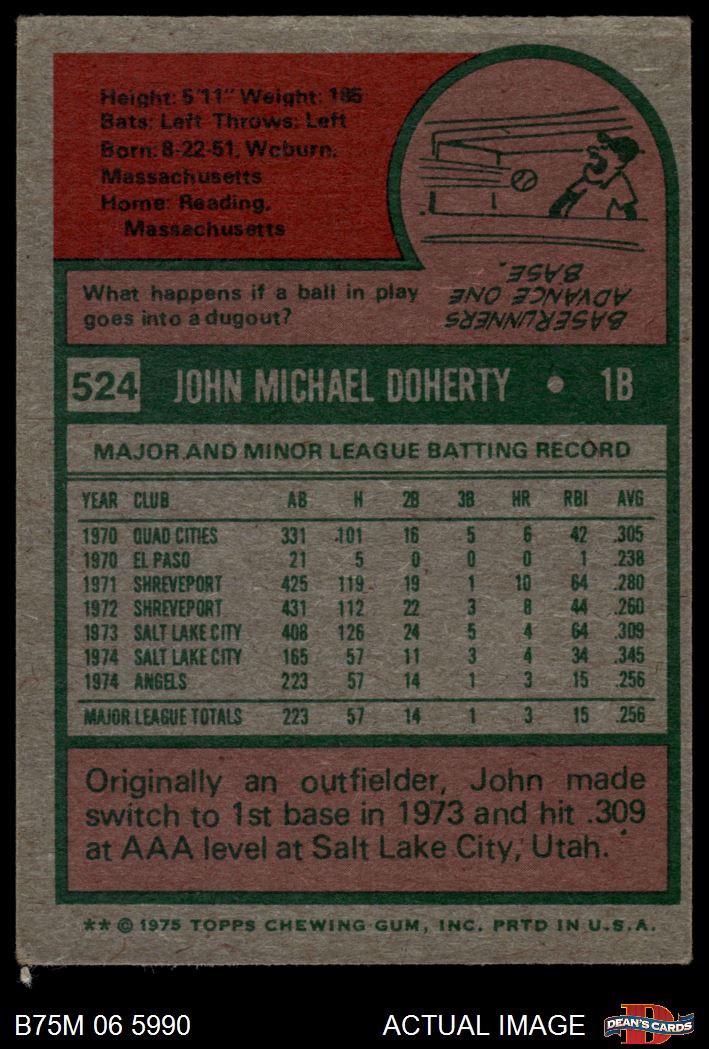 Height: 5'11" Weight: 185
Bats: Left Throws: Left
Born: 8-22-51, Woburn,
Massachusetts
Home: Reading,
Massachusetts
What happens if a ball in play
goes into a dugout?
BASERUNNERS
ADVANCE ONE
BASE.
524 JOHN MICHAEL DOHERTY • 1B
MAJOR AND MINOR LEAGUE BATTING RECORD
YEAR CLUB AB H 2B 3B HR RBI AVG
1970 QUAD CITIES 331 101 16 5 6 42 .305
1970 EL PASO 21 5 0 0 0 1 .238
1971 SHREVEPORT 425 119 19 1 10 64 .280
1972 SHREVEPORT 431 112 22 3 8 44 .260
1973 SALT LAKE CITY 408 126 24 5 4 64 .309
1974 SALT LAKE CITY 165 57 11 3 4 34 .345
1974 ANGELS 223 57 14 1 3 15 .256
MAJOR LEAGUE TOTALS 223 57 14 1 3 15 .256
Originally an outfielder, John made
switch to 1st base in 1973 and hit .309
at AAA level at Salt Lake City, Utah.
** © 1975 TOPPS CHEWING GUM, INC. PRTD IN U.S.A.
B75M 06 5990 ACTUAL IMAGE
DEAN'S CARDS